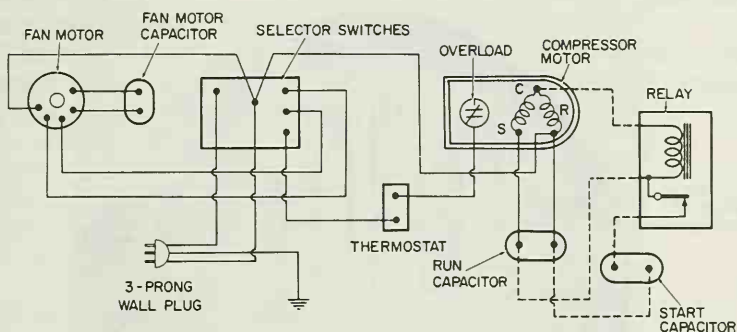 FAN MOTOR
FAN MOTOR
CAPACITOR
SELECTOR SWITCHES
OVERLOAD
COMPRESSOR
MOTOR
RELAY
C
R
S
THERMOSTAT
RUN
CAPACITOR
3-PRONG
WALL PLUG
START
CAPACITOR